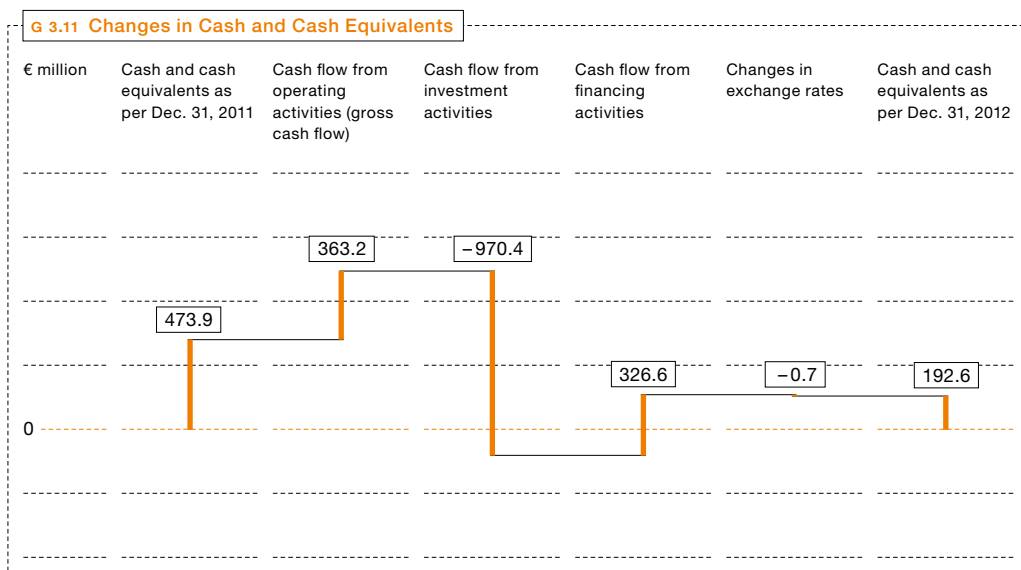 G 3.11 Changes in Cash and Cash Equivalents
€ million
Cash and cash
equivalents as
per Dec. 31, 2011
Cash flow from
operating
activities (gross
cash flow)
Cash flow from
investment
activities
Cash flow from
financing
activities
Changes in
exchange rates
Cash and cash
equivalents as
per Dec. 31, 2012
473.9
363.2
–970.4
326.6
–0.7
192.6
0